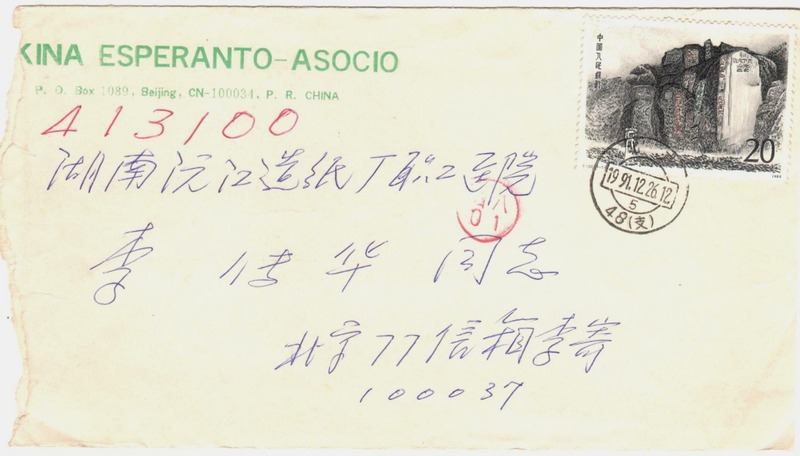 KINA ESPERANTO-ASOCIO
P. O. Box 1089, Beijing, CN-100034, P. R. CHINA
413100
湖南沅江造纸厂职工医院
李传华同志
北京77信箱李寄
100037
中国人民邮政
20
1991.12.26.12
5
48(支)
01